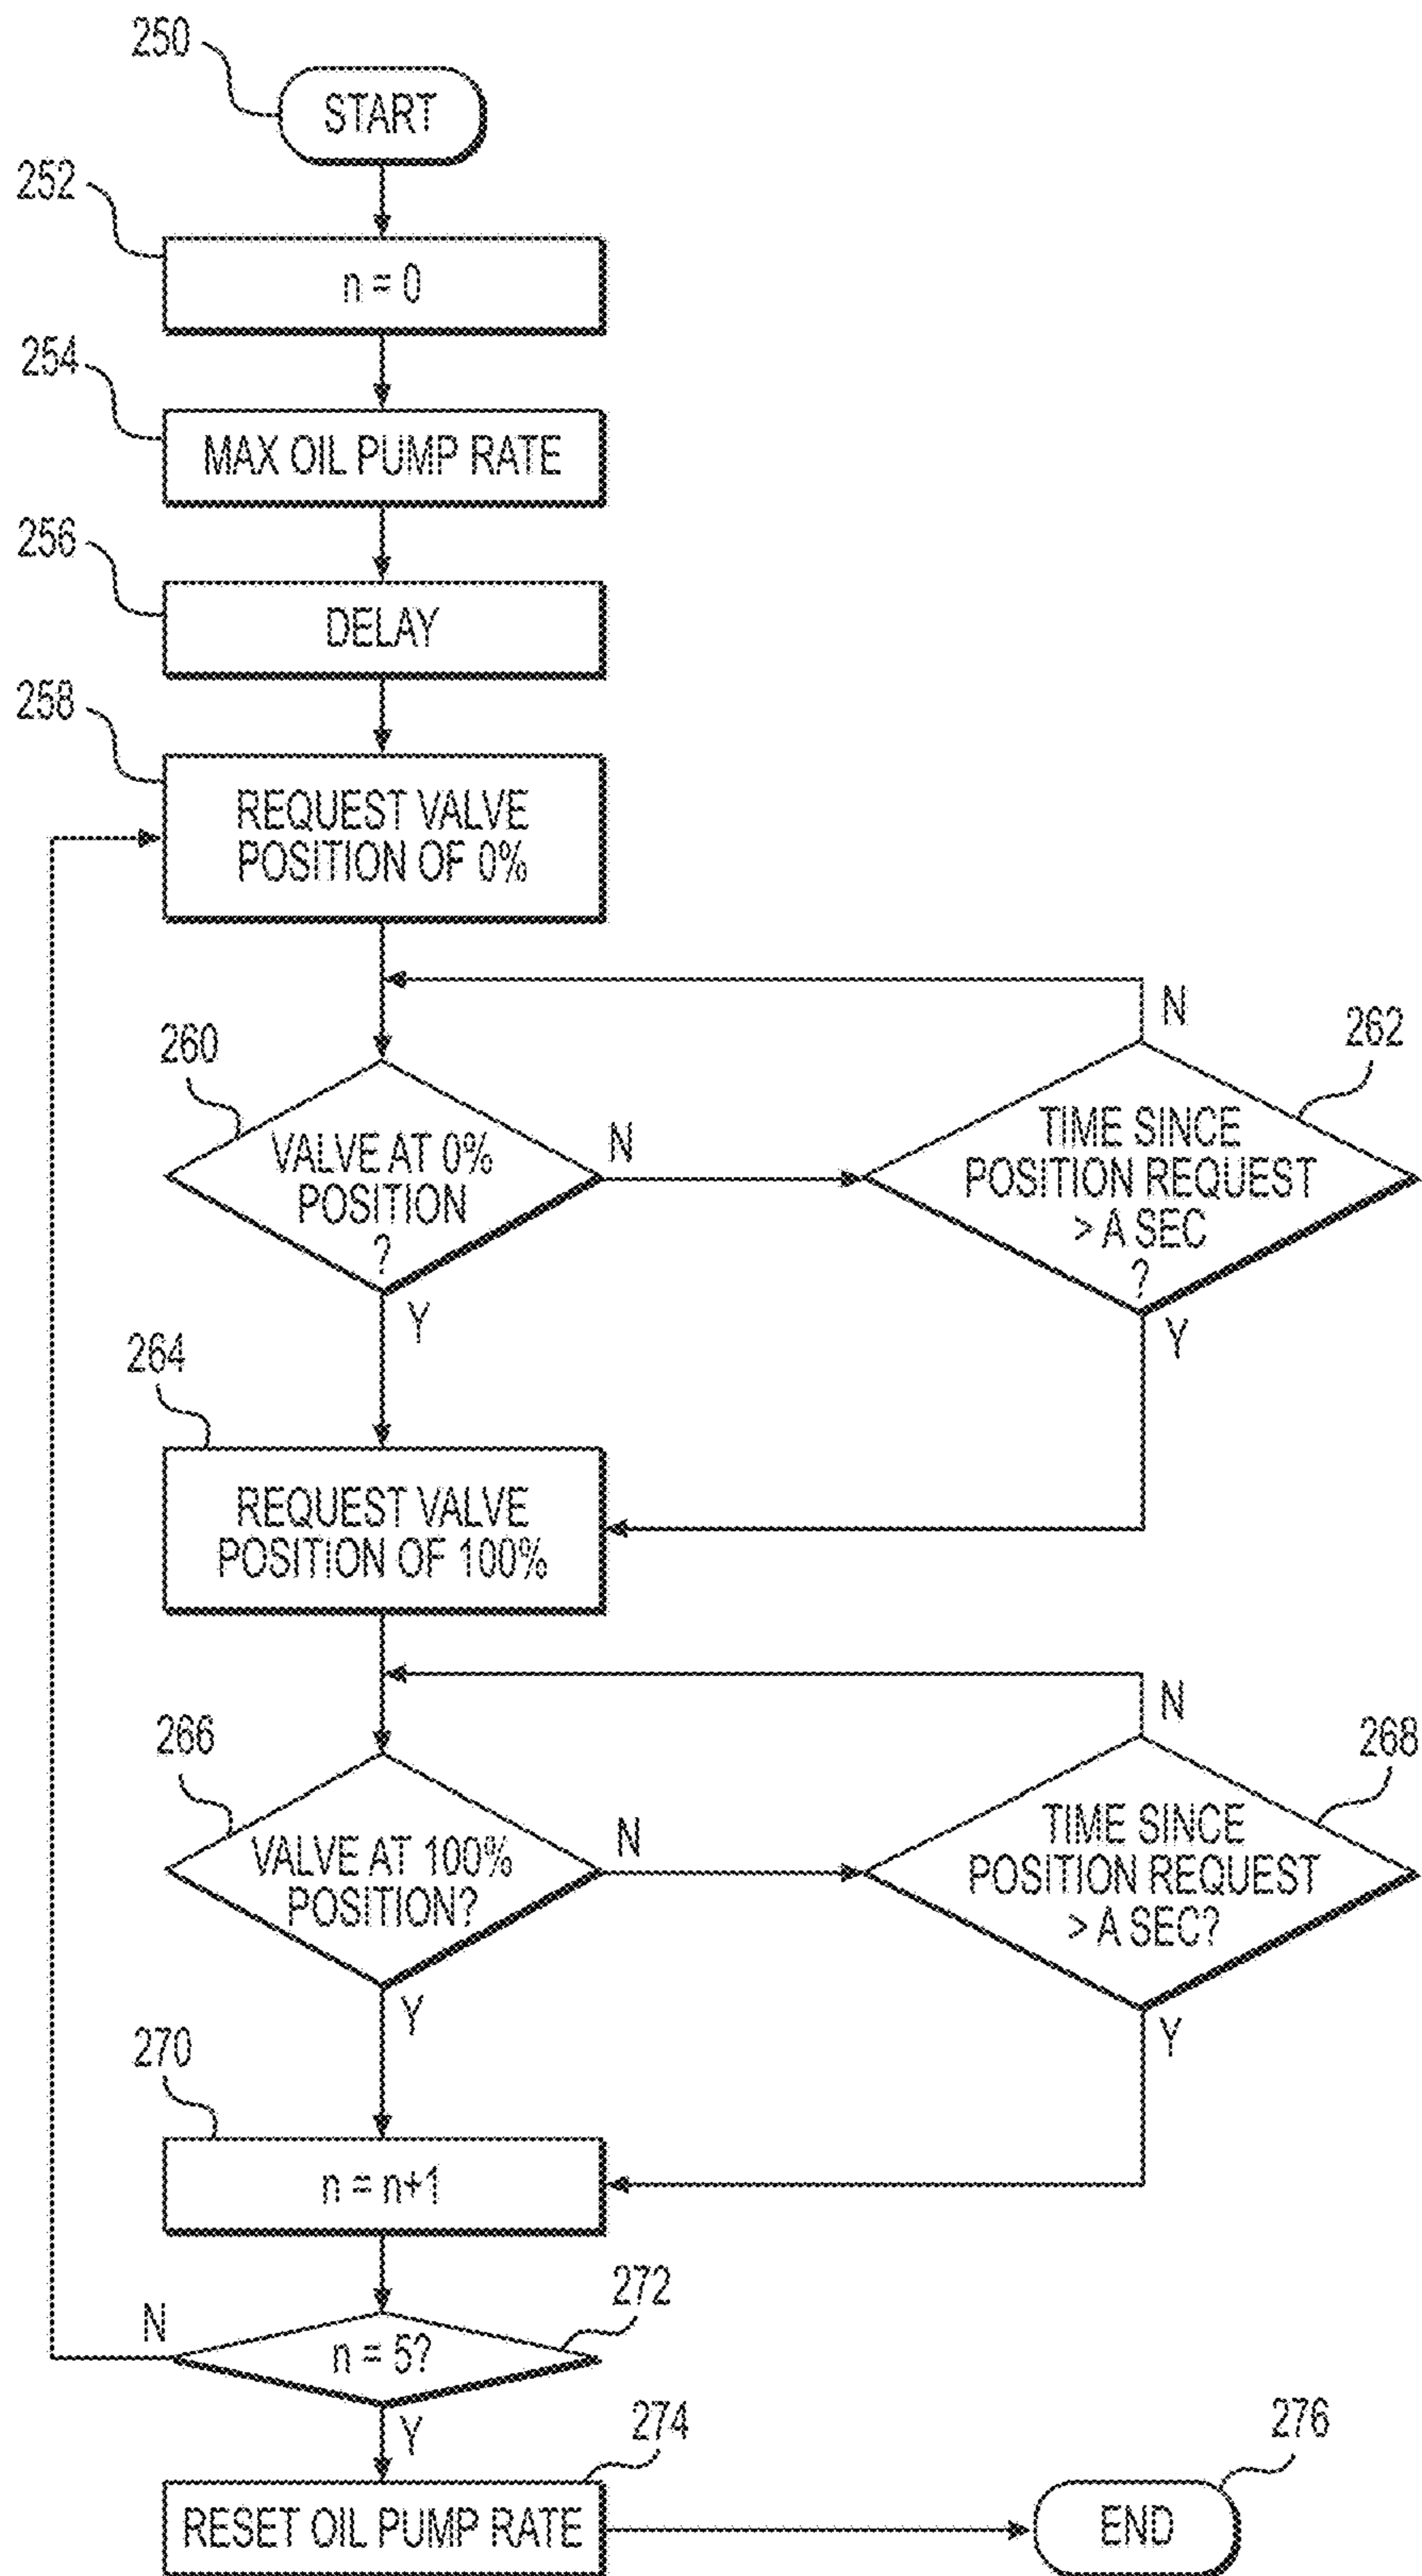 250
START
252
n = 0
254
MAX OIL PUMP RATE
256
DELAY
258
REQUEST VALVE
POSITION OF 0%
N
260
262
VALVE AT 0%
POSITION
?
N
TIME SINCE
POSITION REQUEST
> A SEC
?
Y
Y
264
REQUEST VALVE
POSITION OF 100%
N
266
268
VALVE AT 100%
POSITION?
N
TIME SINCE
POSITION REQUEST
> A SEC?
Y
Y
270
n = n+1
272
N
n = 5?
Y
274
276
RESET OIL PUMP RATE
END